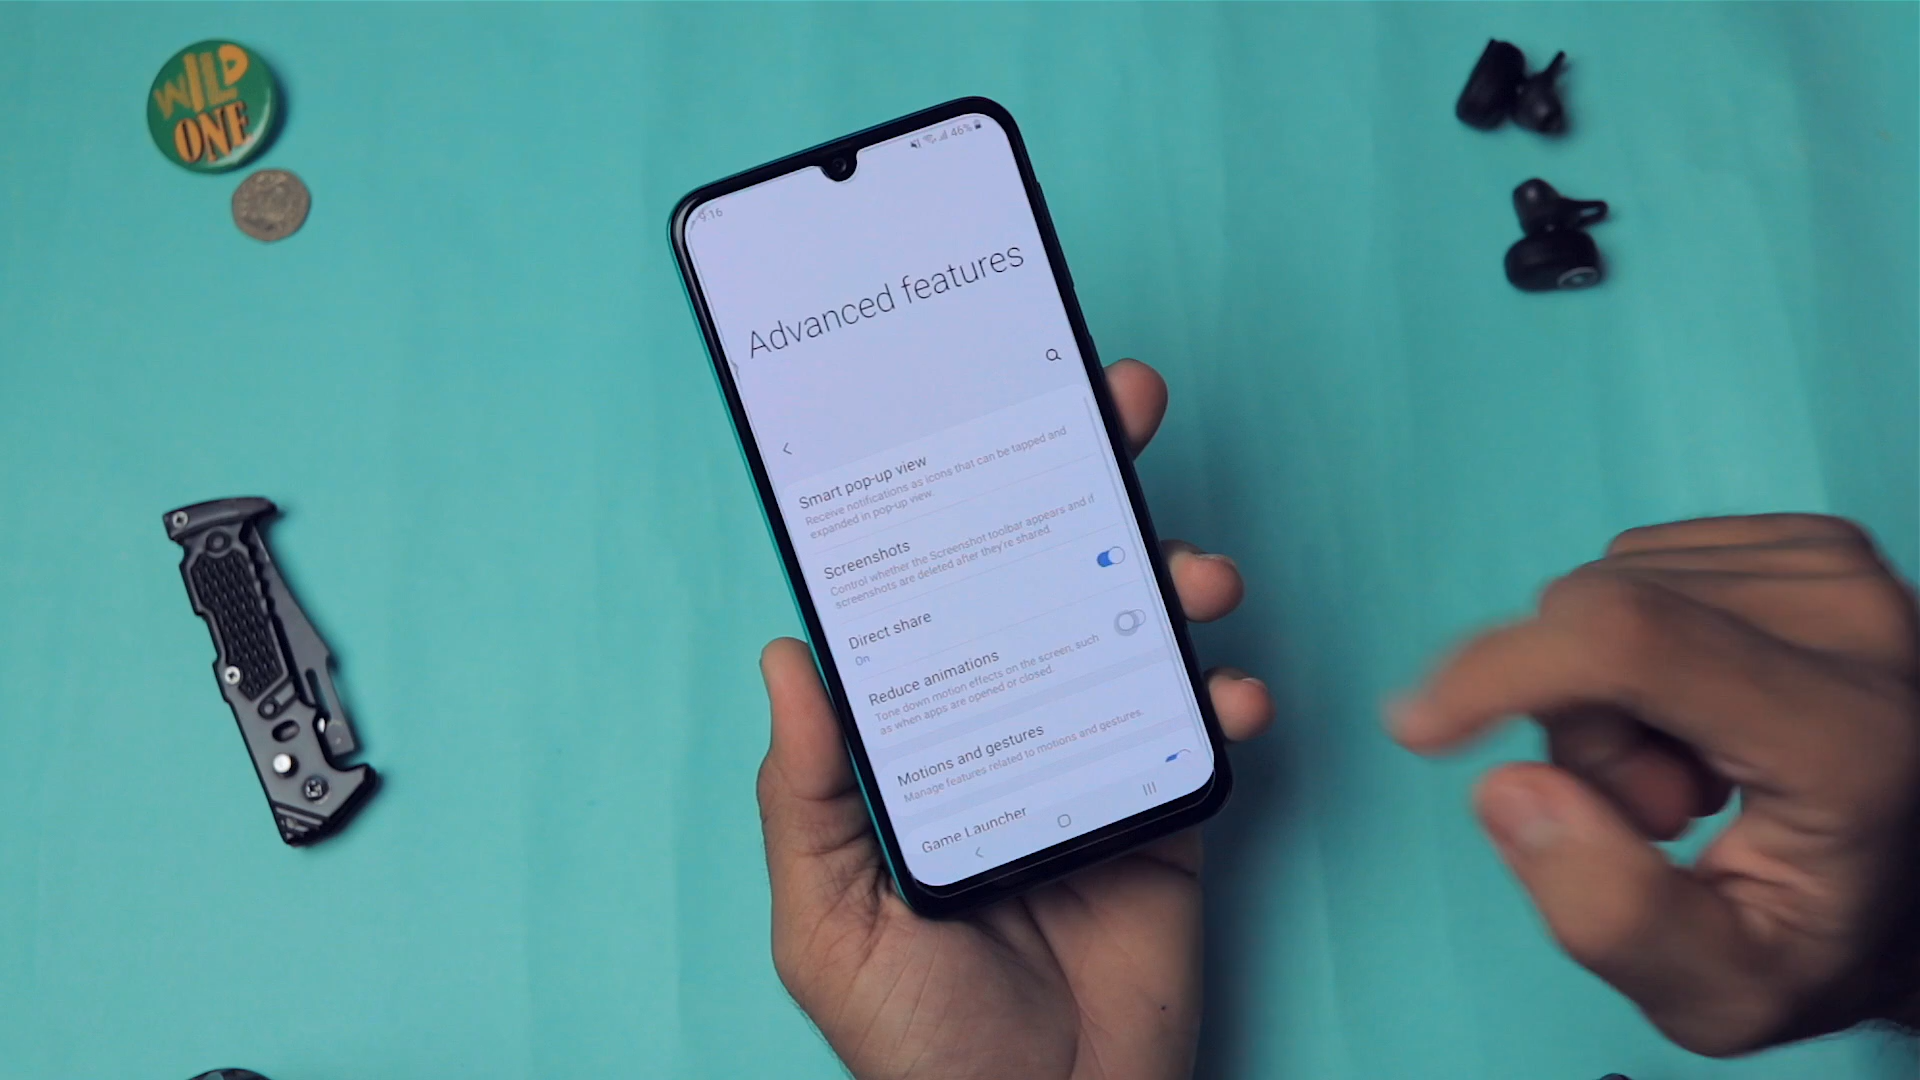 WILD
ONE
9:16
46%
Advanced features
Smart pop-up view
Receive notifications as icons that can be tapped and
expanded in pop-up view.
Screenshots
Control whether the Screenshot toolbar appears and if
screenshots are deleted after they're shared.
Direct share
On
Reduce animations
Tone down motion effects on the screen, such
as when apps are opened or closed.
Motions and gestures
Manage features related to motions and gestures.
Game Launcher